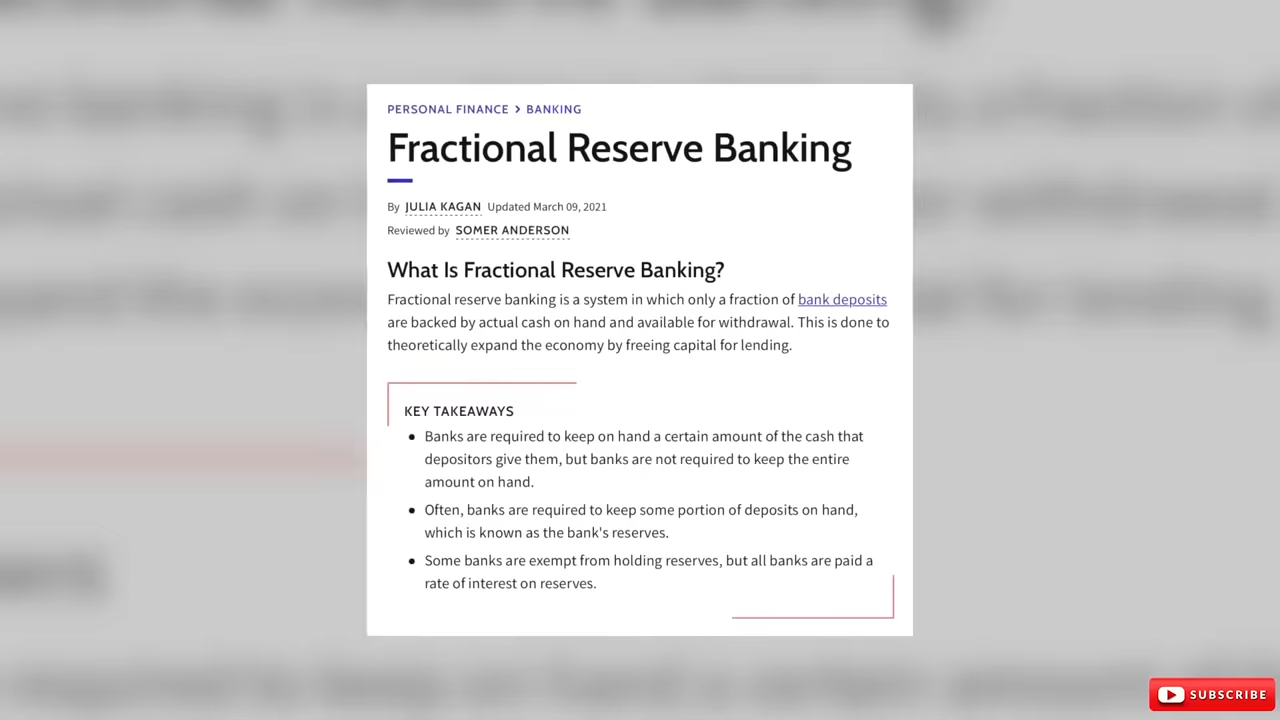 PERSONAL FINANCE > BANKING
Fractional Reserve Banking
By JULIA KAGAN Updated March 09, 2021
Reviewed by SOMER ANDERSON
What Is Fractional Reserve Banking?
Fractional reserve banking is a system in which only a fraction of bank deposits
are backed by actual cash on hand and available for withdrawal. This is done to
theoretically expand the economy by freeing capital for lending.
KEY TAKEAWAYS
• Banks are required to keep on hand a certain amount of the cash that
depositors give them, but banks are not required to keep the entire
amount on hand.
• Often, banks are required to keep some portion of deposits on hand,
which is known as the bank's reserves.
• Some banks are exempt from holding reserves, but all banks are paid a
rate of interest on reserves.
SUBSCRIBE